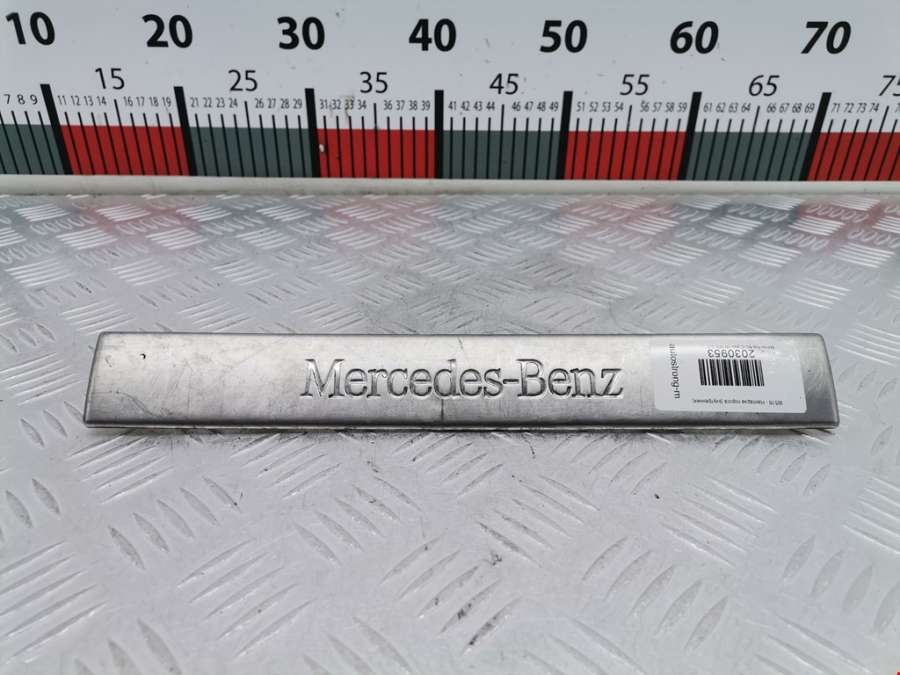 10 20 30 40 50 60 70
15 25 35 45 55 65 75
7 8 9 11 12 13 14 16 17 18 19 21 22 23 24 26 27 28 29 31 32 33 34 36 37 38 39 41 42 43 44 46 47 48 49 51 52 53 54 56 57 58 59 61 62 63 64 66 67 68 69 71 72 73 74
Mercedes-Benz
2030953
autostrong-m